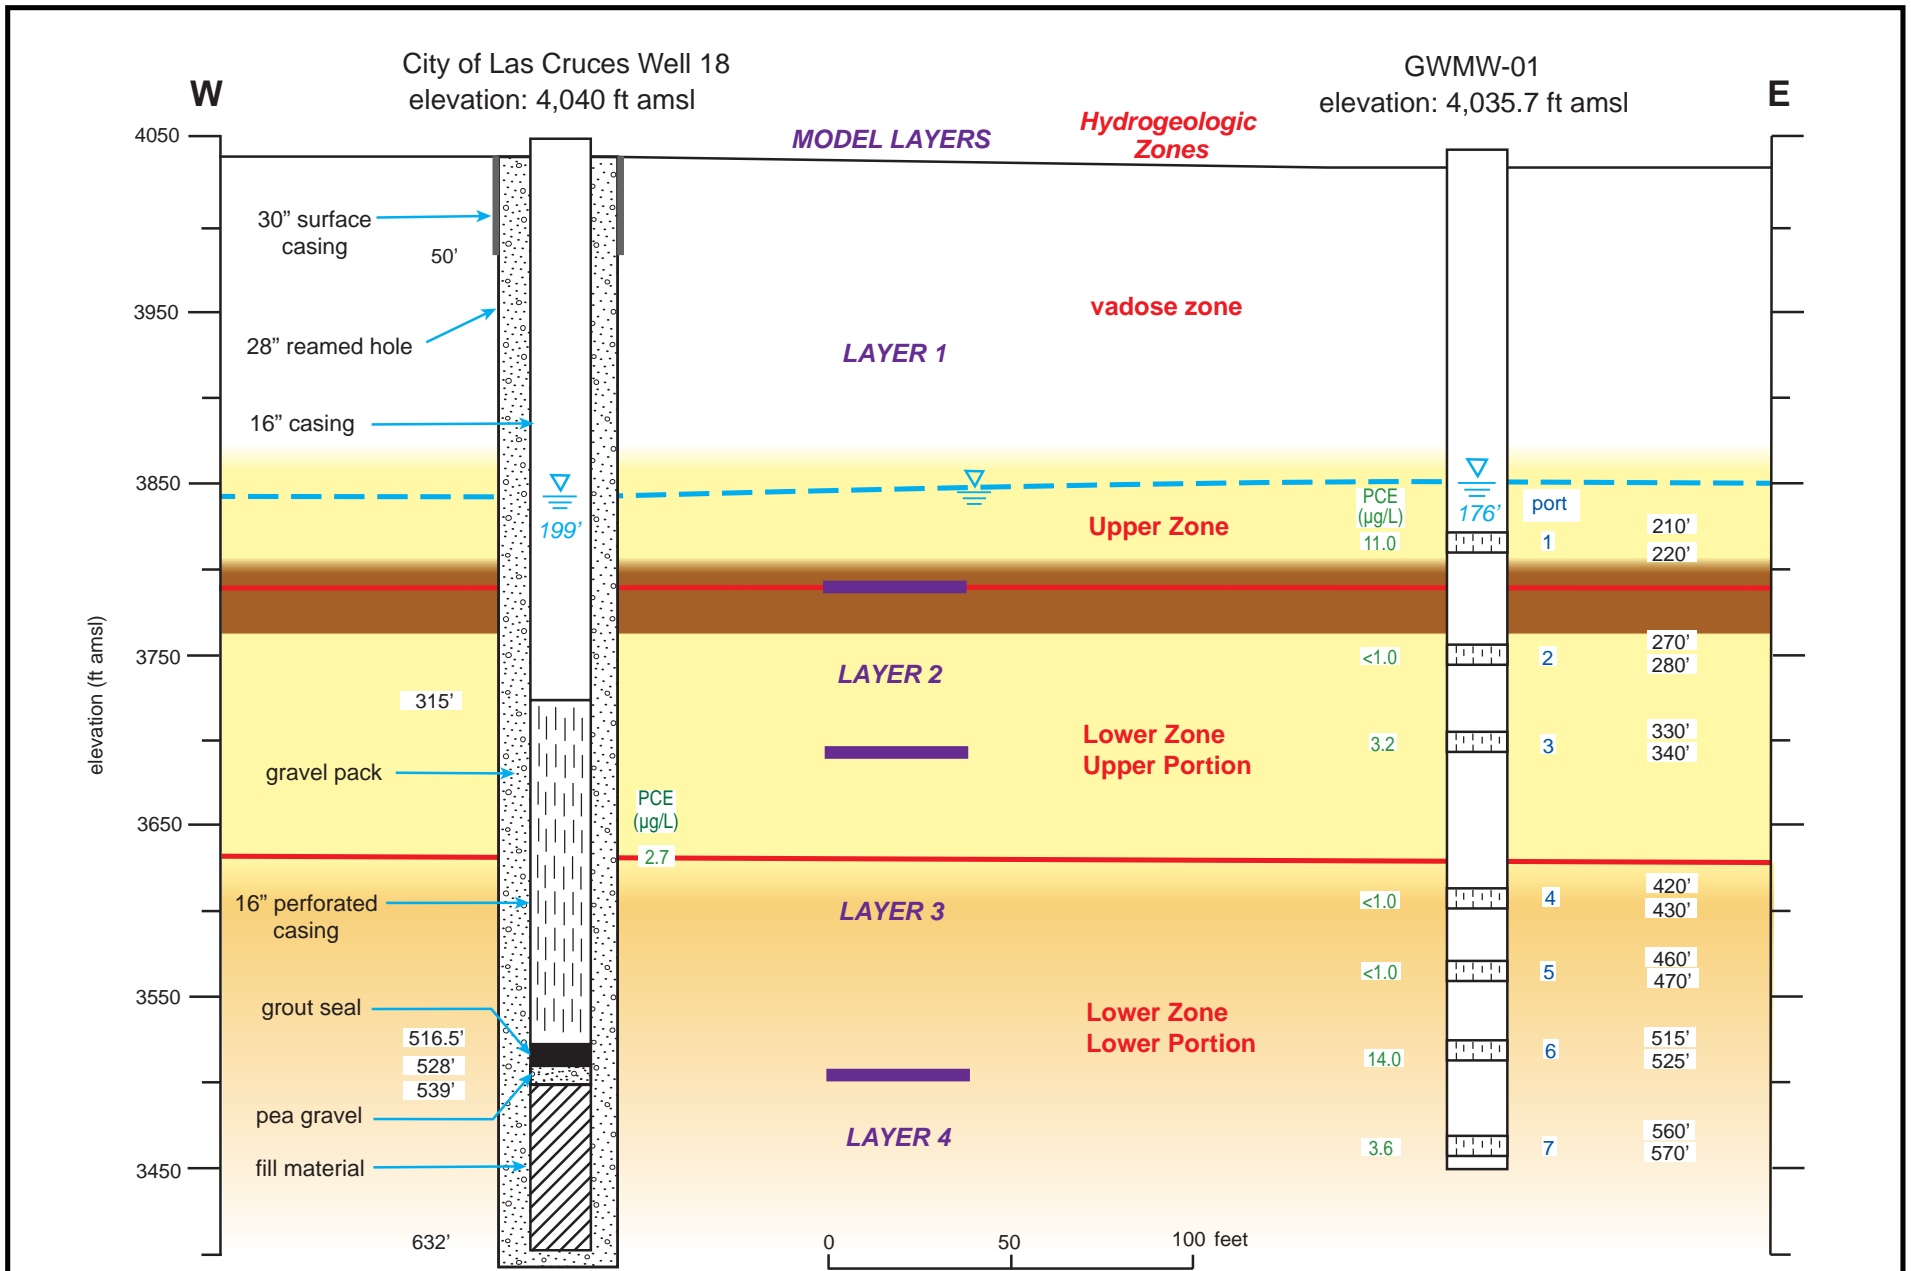 City of Las Cruces Well 18
elevation: 4,040 ft amsl
GWMW-01
elevation: 4,035.7 ft amsl
W
E
MODEL LAYERS
Hydrogeologic
Zones
4050
3950
3850
3750
3650
3550
3450
elevation (ft amsl)
30” surface
casing
50’
28” reamed hole
16” casing
315’
gravel pack
16” perforated
casing
grout seal
516.5’
528’
539’
pea gravel
fill material
632’
199’
PCE
(µg/L)
2.7
LAYER 1
LAYER 2
LAYER 3
LAYER 4
vadose zone
Upper Zone
Lower Zone
Upper Portion
Lower Zone
Lower Portion
PCE
(µg/L)
176’
port
11.0
1
210’
220’
<1.0
2
270’
280’
3.2
3
330’
340’
<1.0
4
420’
430’
<1.0
5
460’
470’
14.0
6
515’
525’
3.6
7
560’
570’
0
50
100 feet